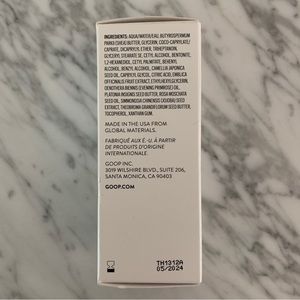 INGREDIENTS: AQUA/WATER/EAU, BUTYROSPERMUM
PARKII (SHEA) BUTTER, GLYCERIN, COCO-CAPRYLATE/
CAPRATE, DICAPRYLYL ETHER, TRIHEPTANOIN,
GLYCERYL STEARATE SE, CETYL ALCOHOL, BENTONITE,
1,2-HEXANEDIOL, CETYL PALMITATE, BEHENYL
ALCOHOL, BENZYL ALCOHOL, CAMELLIA JAPONICA
SEED OIL, CAPRYLYL GLYCOL, CITRIC ACID, EMBLICA
OFFICINALIS FRUIT EXTRACT, ETHYLHEXYLGLYCERIN,
OENOTHERA BIENNIS (EVENING PRIMROSE) OIL,
PLATONIA INSIGNIS SEED BUTTER, ROSA MOSCHATA
SEED OIL, SIMMONDSIA CHINENSIS (JOJOBA) SEED
EXTRACT, THEOBROMA GRANDIFLORUM SEED BUTTER,
TOCOPHEROL, XANTHAN GUM.
MADE IN THE USA FROM
GLOBAL MATERIALS.
FABRIQUÉ AUX É.-U. À PARTIR
DE PRODUITS D'ORIGINE
INTERNATIONALE.
GOOP INC.
3019 WILSHIRE BLVD., SUITE 206,
SANTA MONICA, CA 90403
GOOP.COM
TH1312A
05/2024